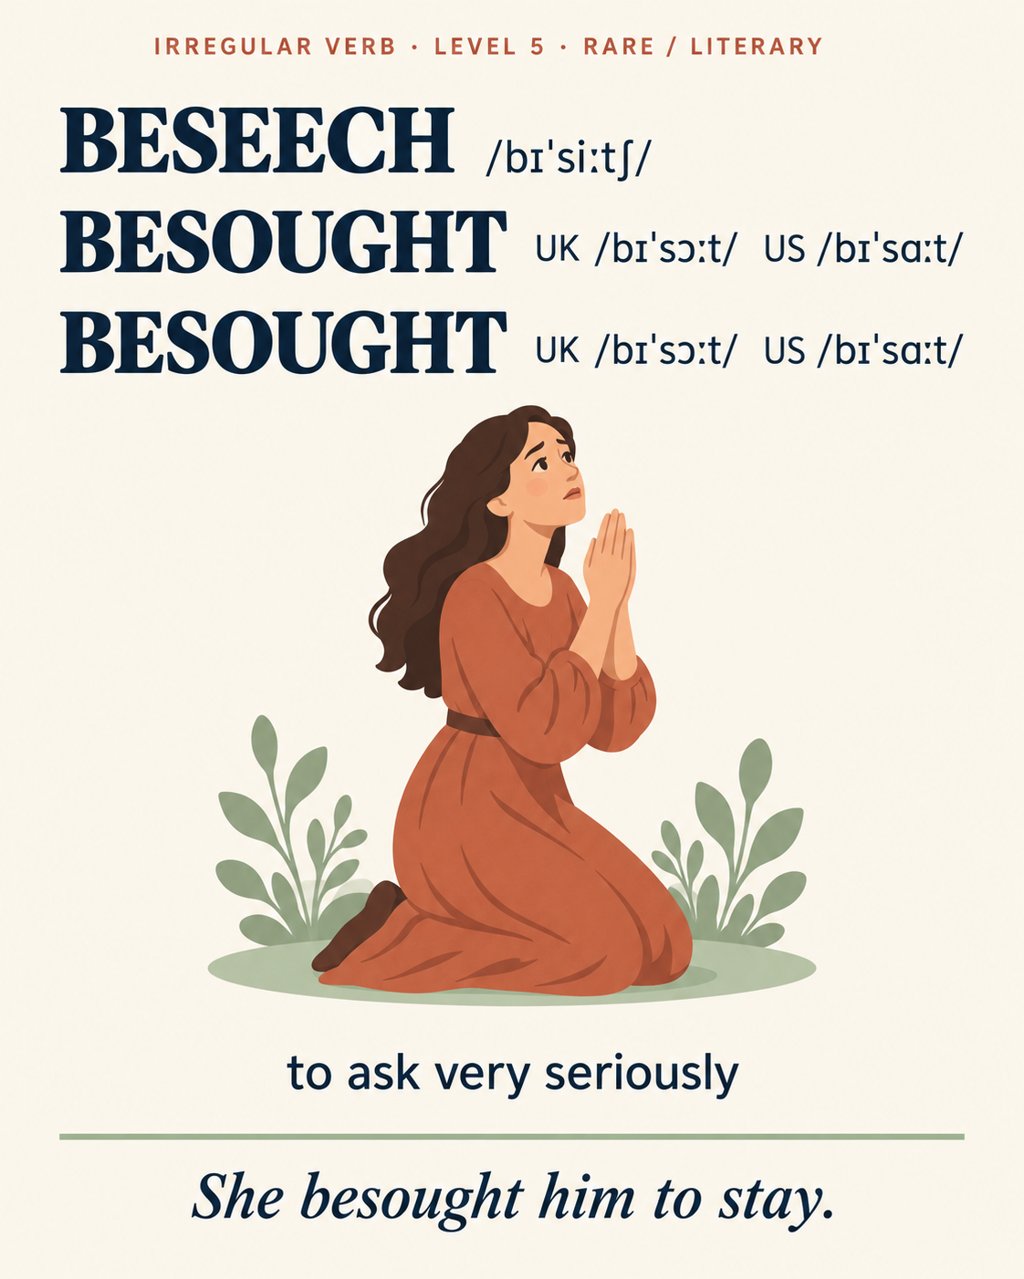 IRREGULAR VERB · LEVEL 5 · RARE / LITERARY
BESEECH /bɪˈsiːtʃ/
BESOUGHT UK /bɪˈsɔːt/ US /bɪˈsɑːt/
BESOUGHT UK /bɪˈsɔːt/ US /bɪˈsɑːt/
to ask very seriously
She besought him to stay.